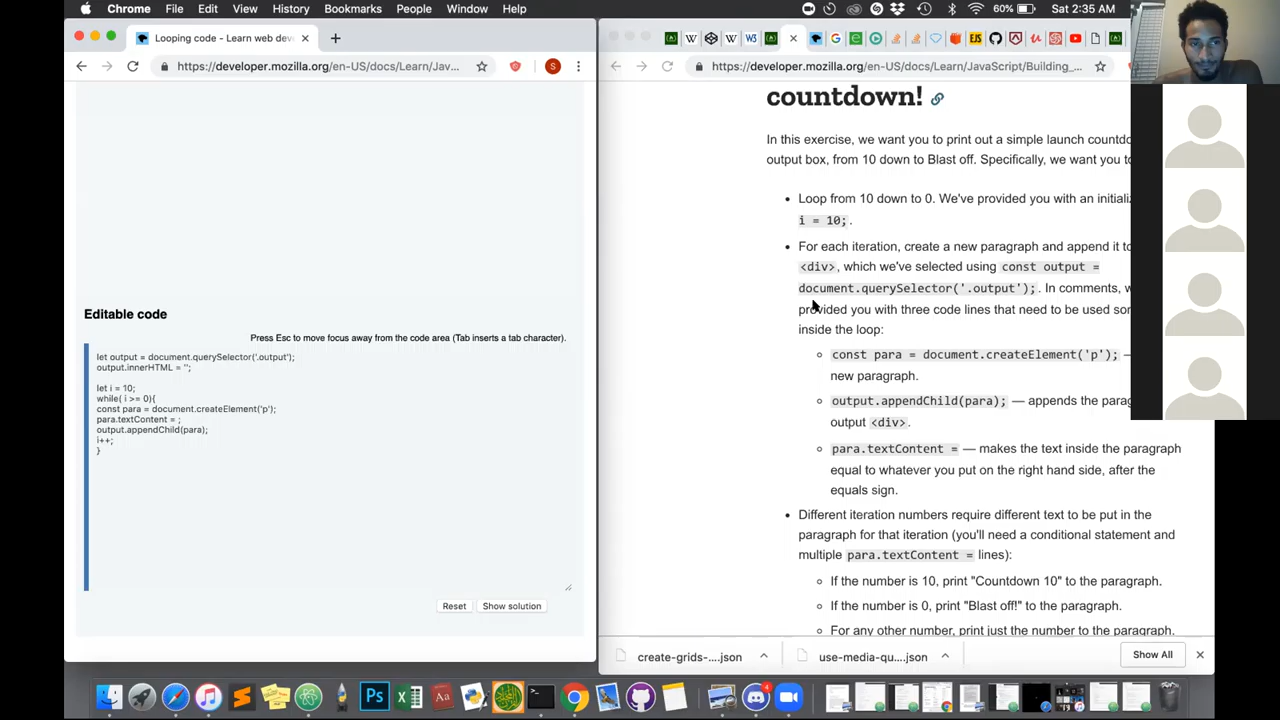 Chrome File Edit View History Bookmarks People Window Help
60% Sat 2:35 AM
Looping code - Learn web dev
https://developer.mozilla.org/en-US/docs/Learn/Jav
S
https://developer.mozilla.org/en-US/docs/Learn/JavaScript/Building_...
countdown!
In this exercise, we want you to print out a simple launch countdo
output box, from 10 down to Blast off. Specifically, we want you to
Loop from 10 down to 0. We've provided you with an initiali
i = 10;.
For each iteration, create a new paragraph and append it to
<div>, which we've selected using const output =
document.querySelector('.output');. In comments, w
provided you with three code lines that need to be used som
inside the loop:
const para = document.createElement('p'); —
new paragraph.
output.appendChild(para); — appends the parag
output <div>.
para.textContent = — makes the text inside the paragraph
equal to whatever you put on the right hand side, after the
equals sign.
Different iteration numbers require different text to be put in the
paragraph for that iteration (you'll need a conditional statement and
multiple para.textContent = lines):
If the number is 10, print "Countdown 10" to the paragraph.
If the number is 0, print "Blast off!" to the paragraph.
For any other number, print just the number to the paragraph.
Editable code
Press Esc to move focus away from the code area (Tab inserts a tab character).
let output = document.querySelector('.output');
output.innerHTML = '';
let i = 10;
while( i >= 0){
const para = document.createElement('p');
para.textContent = ;
output.appendChild(para);
i++;
}
Reset Show solution
create-grids-....json
use-media-qu....json
Show All
Ps
Aa
4